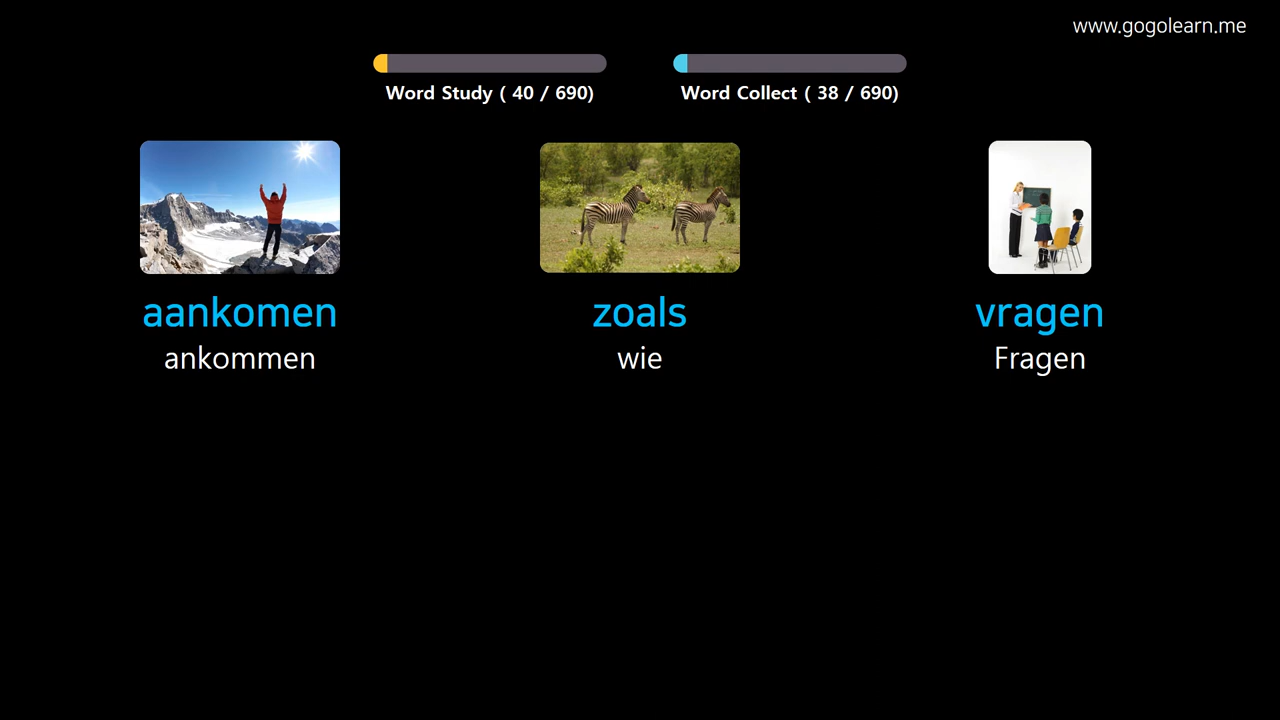 www.gogolearn.me
Word Study ( 40 / 690)
Word Collect ( 38 / 690)
aankomen
ankommen
zoals
wie
vragen
Fragen